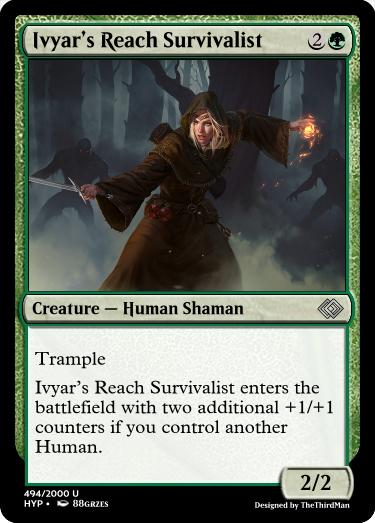 Ivyar's Reach Survivalist 2
Creature — Human Shaman
Trample
Ivyar's Reach Survivalist enters the
battlefield with two additional +1/+1
counters if you control another
Human.
2/2
494/2000 U
HYP • 88GRZES
Designed by TheThirdMan